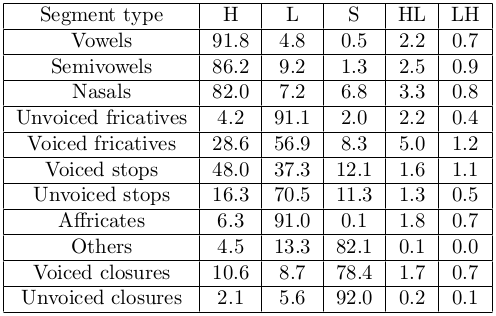 Segment type H L S HL LH
Vowels 91.8 4.8 0.5 2.2 0.7
Semivowels 86.2 9.2 1.3 2.5 0.9
Nasals 82.0 7.2 6.8 3.3 0.8
Unvoiced fricatives 4.2 91.1 2.0 2.2 0.4
Voiced fricatives 28.6 56.9 8.3 5.0 1.2
Voiced stops 48.0 37.3 12.1 1.6 1.1
Unvoiced stops 16.3 70.5 11.3 1.3 0.5
Affricates 6.3 91.0 0.1 1.8 0.7
Others 4.5 13.3 82.1 0.1 0.0
Voiced closures 10.6 8.7 78.4 1.7 0.7
Unvoiced closures 2.1 5.6 92.0 0.2 0.1